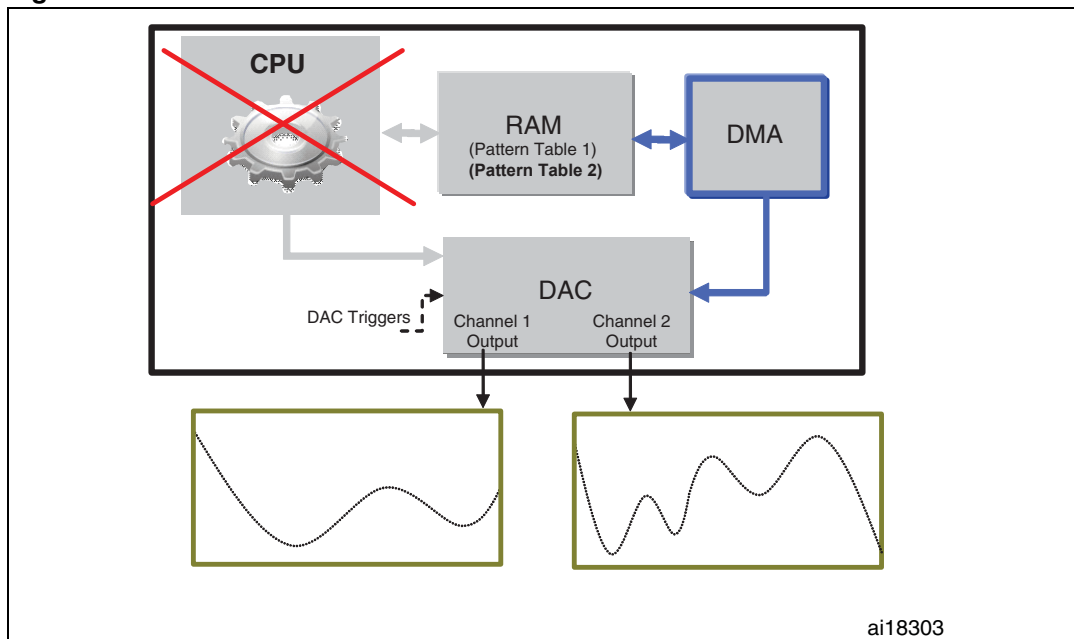 CPU
RAM
(Pattern Table 1)
(Pattern Table 2)
DMA
DAC
DAC Triggers
Channel 1
Output
Channel 2
Output
ai18303